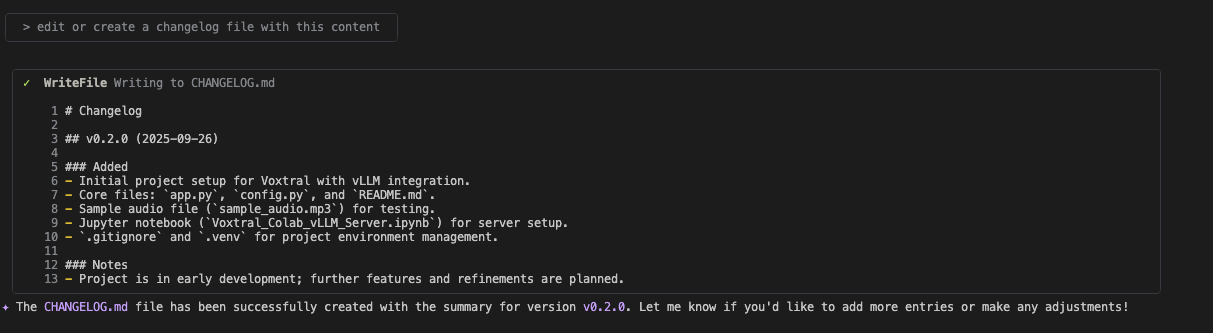 > edit or create a changelog file with this content
✓ WriteFile Writing to CHANGELOG.md
1 # Changelog
2
3 ## v0.2.0 (2025-09-26)
4
5 ### Added
6 - Initial project setup for Voxtral with vLLM integration.
7 - Core files: `app.py`, `config.py`, and `README.md`.
8 - Sample audio file (`sample_audio.mp3`) for testing.
9 - Jupyter notebook (`Voxtral_Colab_vLLM_Server.ipynb`) for server setup.
10 - `.gitignore` and `.venv` for project environment management.
11
12 ### Notes
13 - Project is in early development; further features and refinements are planned.
✦ The CHANGELOG.md file has been successfully created with the summary for version v0.2.0. Let me know if you'd like to add more entries or make any adjustments!